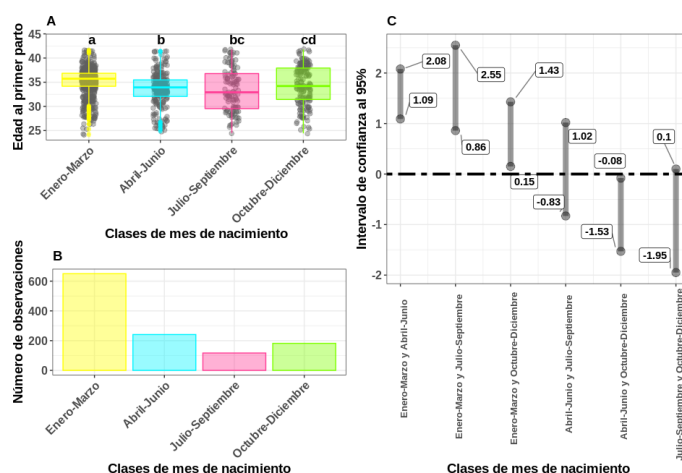 A
Edad al primer parto
45
40
35
30
25
a b bc cd
Enero-Marzo
Abril-Junio
Julio-Septiembre
Octubre-Diciembre
Clases de mes de nacimiento
B
Número de observaciones
600
400
200
0
Enero-Marzo
Abril-Junio
Julio-Septiembre
Octubre-Diciembre
Clases de mes de nacimiento
C
Intervalo de confianza al 95%
2
1
0
-1
-2
2.08
1.09
2.55
0.86
1.43
0.15
1.02
-0.83
-0.08
-1.53
0.1
-1.95
Enero-Marzo y Abril-Junio
Enero-Marzo y Julio-Septiembre
Enero-Marzo y Octubre-Diciembre
Abril-Junio y Julio-Septiembre
Abril-Junio y Octubre-Diciembre
Julio-Septiembre y Octubre-Diciembre
Clases de mes de nacimiento